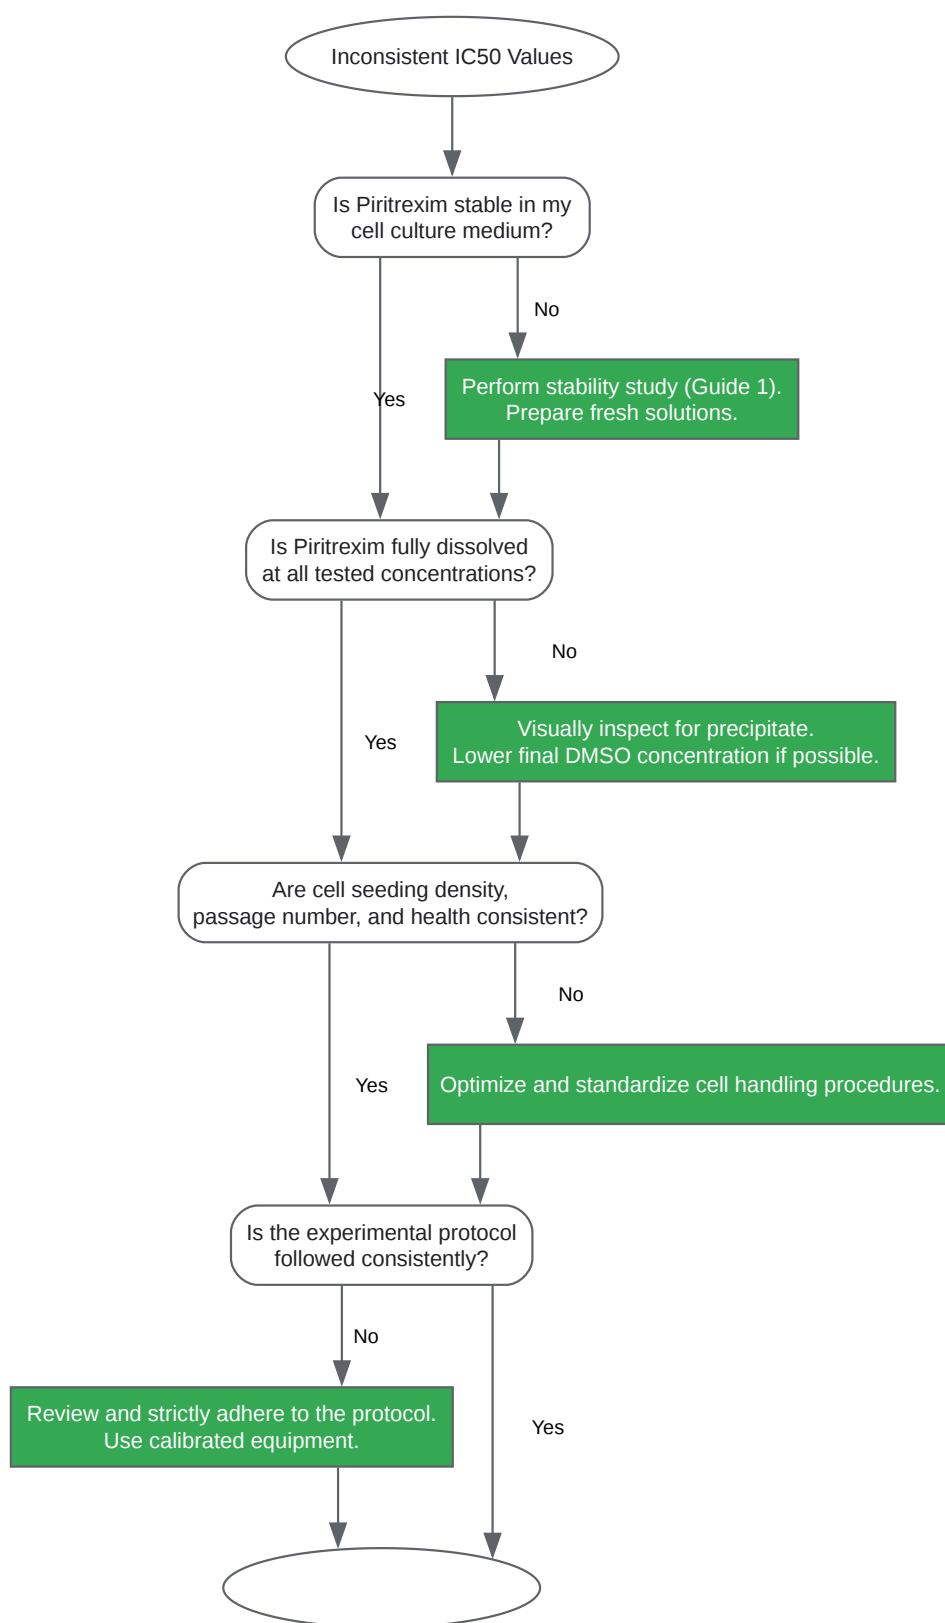 Inconsistent IC50 Values
Is Piritrexim stable in my
cell culture medium?
No
Yes
Perform stability study (Guide 1).
Prepare fresh solutions.
Is Piritrexim fully dissolved
at all tested concentrations?
No
Yes
Visually inspect for precipitate.
Lower final DMSO concentration if possible.
Are cell seeding density,
passage number, and health consistent?
No
Yes
Optimize and standardize cell handling procedures.
Is the experimental protocol
followed consistently?
No
Review and strictly adhere to the protocol.
Use calibrated equipment.
Yes